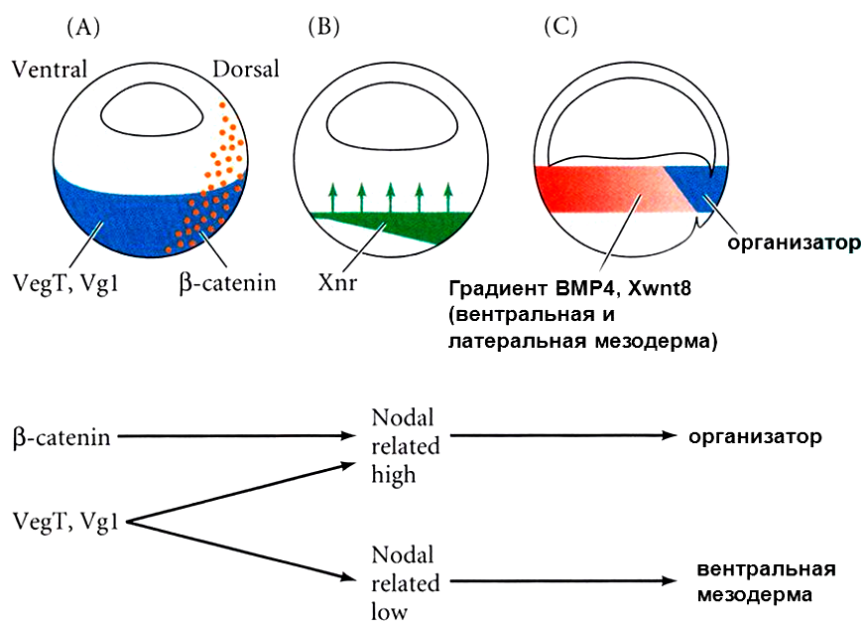 (A)
(B)
(C)
Ventral
Dorsal
VegT, Vg1
β-catenin
Xnr
организатор
Градиент BMP4, Xwnt8
(вентральная и
латеральная мезодерма)
β-catenin
Nodal
related
high
организатор
VegT, Vg1
Nodal
related
low
вентральная
мезодерма